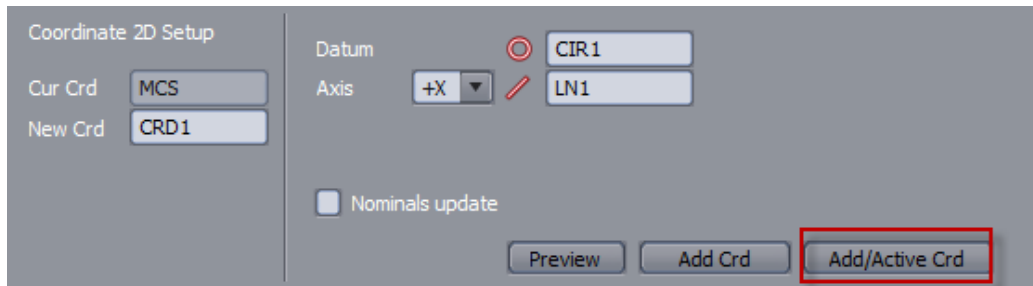 Coordinate 2D Setup
Cur Crd MCS
New Crd CRD1
Datum CIR1
Axis +X LN1
Nominals update
Preview Add Crd Add/Active Crd